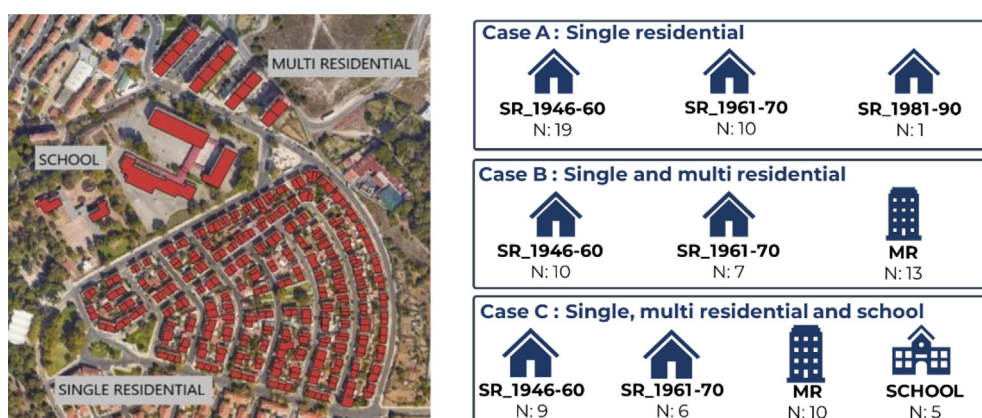 MULTI RESIDENTIAL
SCHOOL
SINGLE RESIDENTIAL
Case A : Single residential
SR_1946-60
N: 19
SR_1961-70
N: 10
SR_1981-90
N: 1
Case B : Single and multi residential
SR_1946-60
N: 10
SR_1961-70
N: 7
MR
N: 13
Case C : Single, multi residential and school
SR_1946-60
N: 9
SR_1961-70
N: 6
MR
N: 10
SCHOOL
N: 5